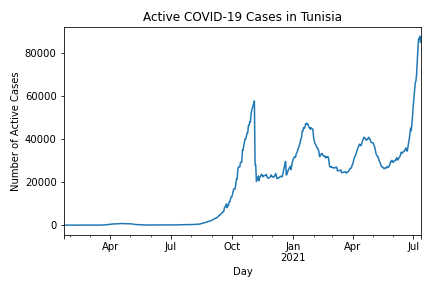 Active COVID-19 Cases in Tunisia
Number of Active Cases
80000
60000
40000
20000
0
Apr
Jul
Oct
Jan
2021
Apr
Jul
Day